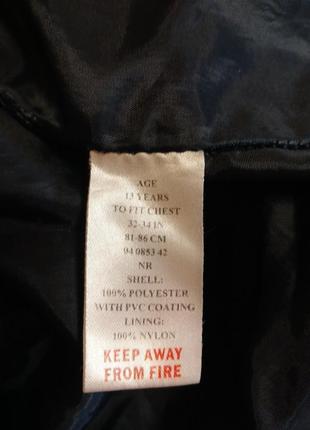 AGE
13 YEARS
TO FIT CHEST
32-34 IN
81-86 CM
94 0853 42
NR
SHELL:
100% POLYESTER
WITH PVC COATING
LINING:
100% NYLON
KEEP AWAY
FROM FIRE